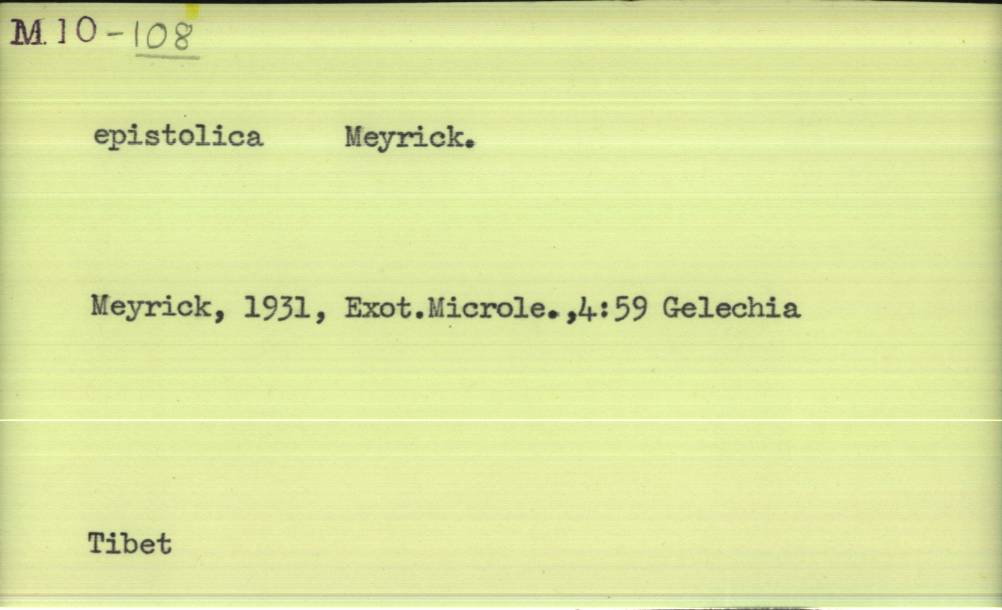 M.10-108
epistolica Meyrick.
Meyrick, 1931, Exot.Microle.,4:59 Gelechia
Tibet